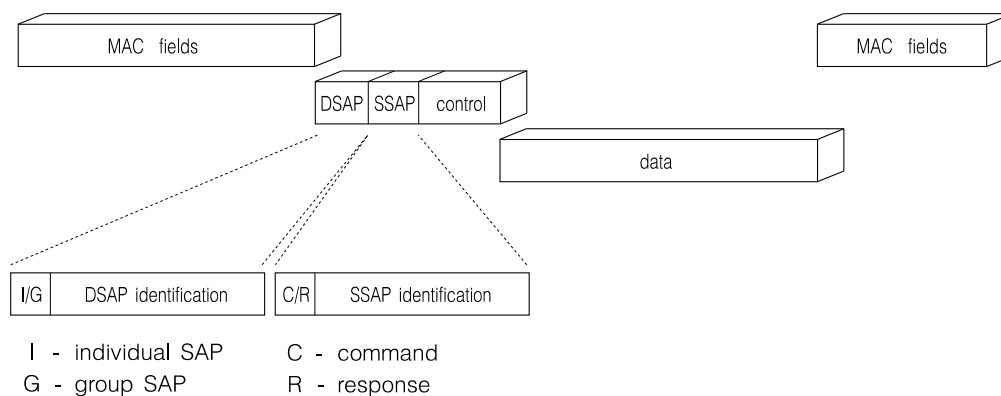 MAC fields
MAC fields
DSAP SSAP control
data
I/G DSAP identification C/R SSAP identification
I - individual SAP
G - group SAP
C - command
R - response